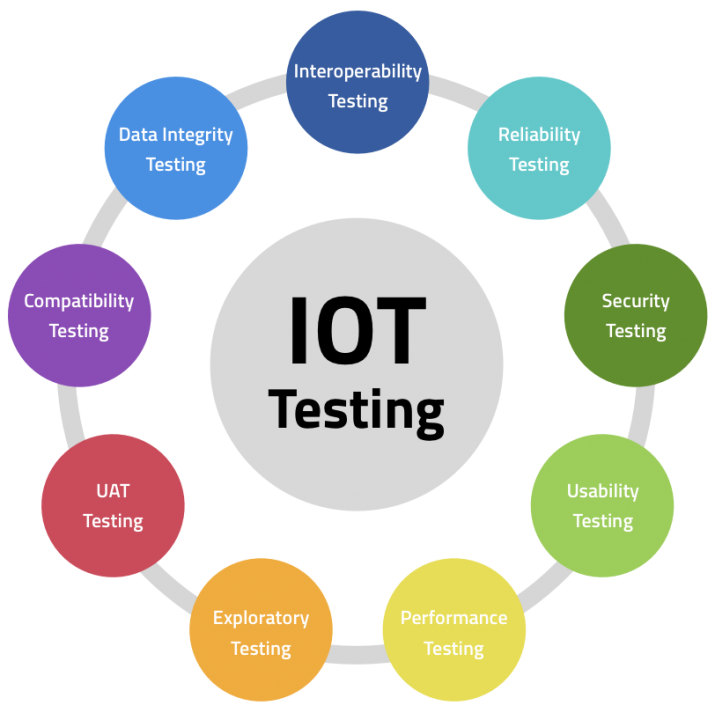 Interoperability
Testing
Reliability
Testing
Security
Testing
Usability
Testing
Performance
Testing
Exploratory
Testing
UAT
Testing
Compatibility
Testing
Data Integrity
Testing
IOT
Testing